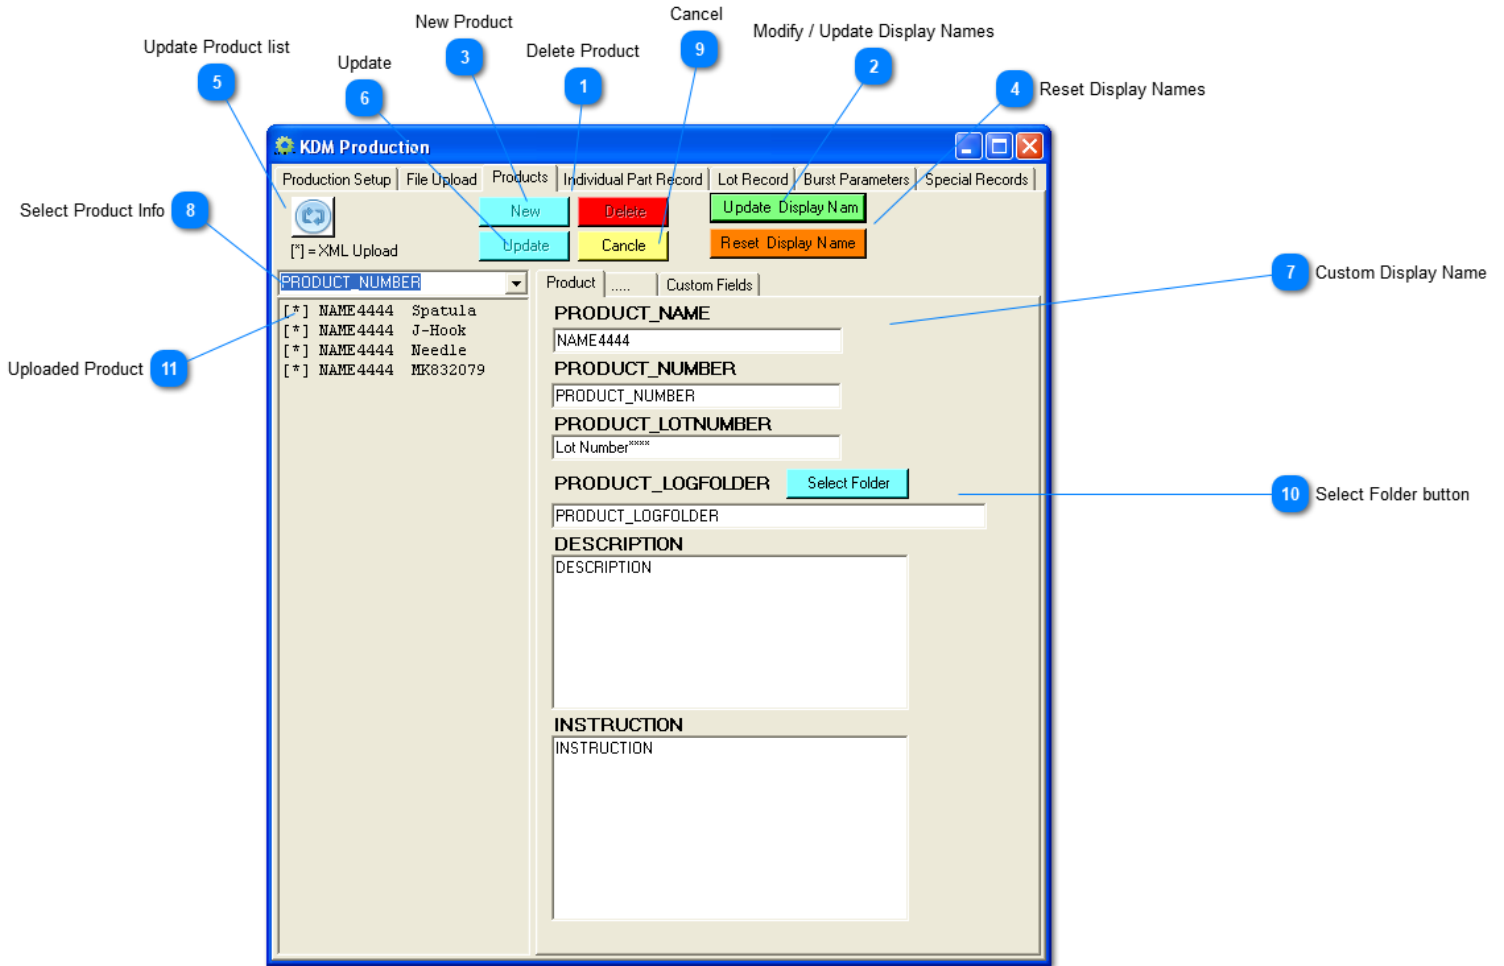 New Product
Cancel
Update Product list
Update
Delete Product
Modify / Update Display Names
3
9
5
6
1
2
4
Reset Display Names
KDM Production
Production Setup
File Upload
Products
Individual Part Record
Lot Record
Burst Parameters
Special Records
Select Product Info
8
New
Delete
Update Display Nam
[*] = XML Upload
Update
Cancle
Reset Display Name
PRODUCT_NUMBER
Product
.....
Custom Fields
7
Custom Display Name
[*] NAME4444 Spatula
[*] NAME4444 J-Hook
[*] NAME4444 Needle
[*] NAME4444 MK832079
Uploaded Product
11
PRODUCT_NAME
NAME4444
PRODUCT_NUMBER
PRODUCT_NUMBER
PRODUCT_LOTNUMBER
Lot Number****
PRODUCT_LOGFOLDER
Select Folder
10
Select Folder button
PRODUCT_LOGFOLDER
DESCRIPTION
DESCRIPTION
INSTRUCTION
INSTRUCTION